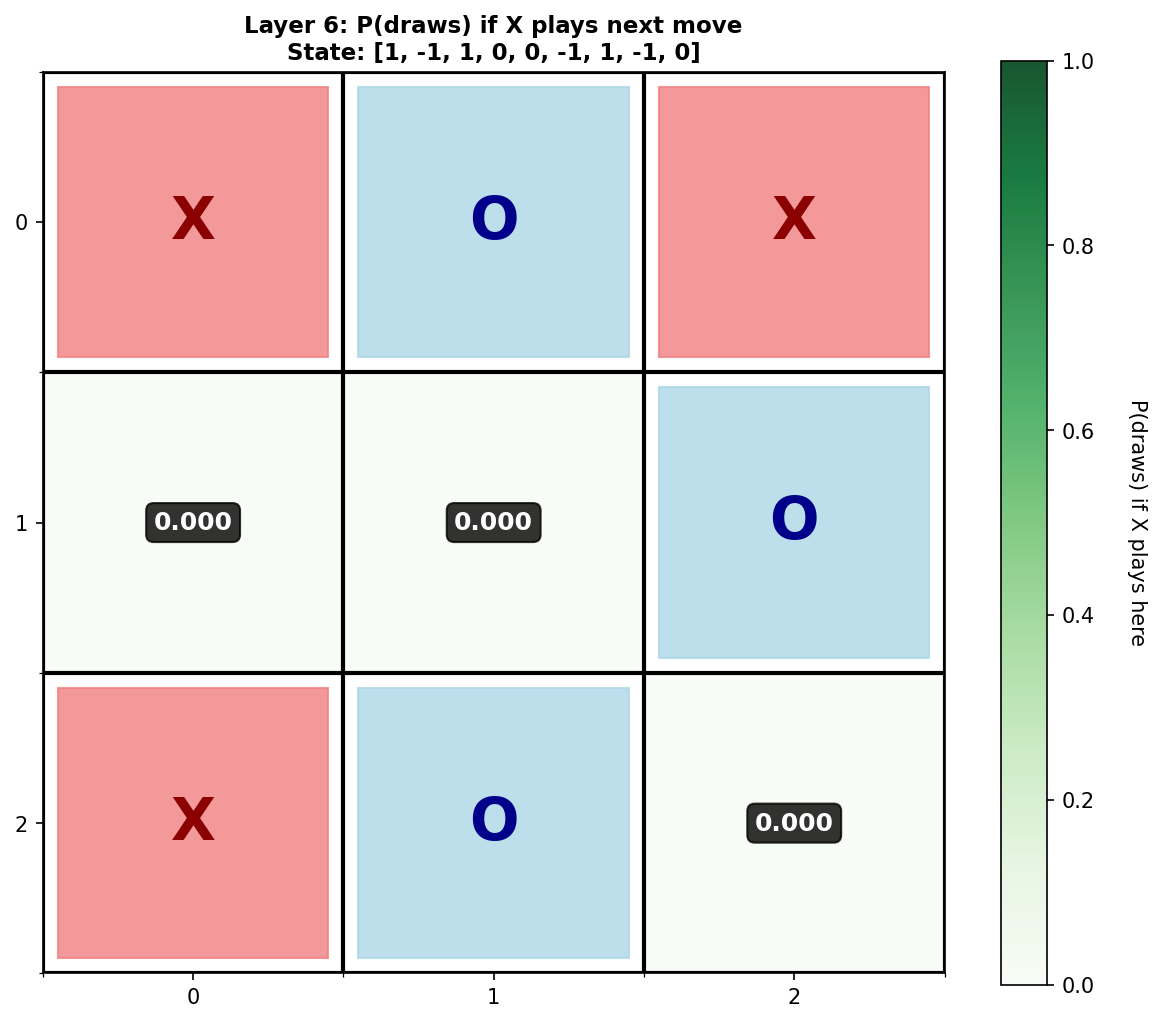 Layer 6: P(draws) if X plays next move
State: [1, -1, 1, 0, 0, -1, 1, -1, 0]
X
O
X
0
0.000
0.000
O
1
X
O
0.000
2
0
1
2
1.0
0.8
0.6
0.4
0.2
0.0
P(draws) if X plays here